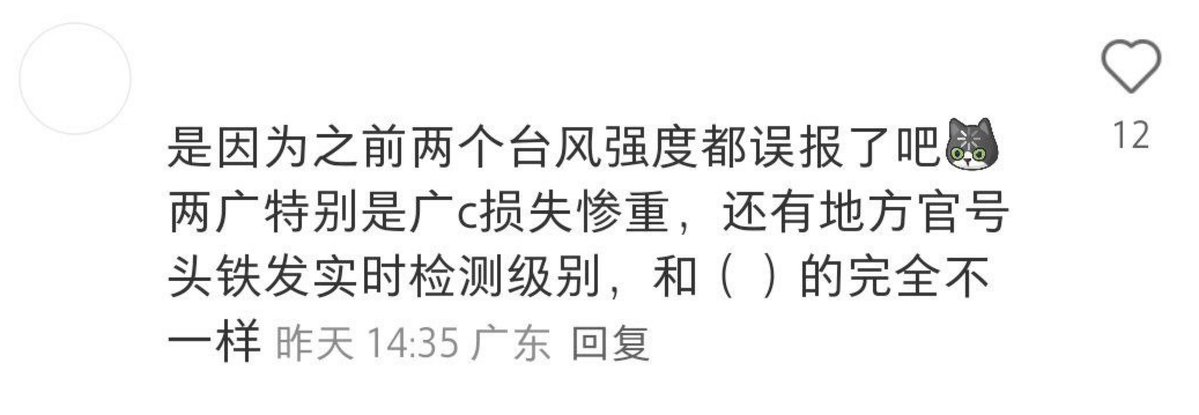 是因为之前两个台风强度都误报了吧
12
两广特别是广c损失惨重，还有地方官号
头铁发实时检测级别，和（ ）的完全不
一样 昨天 14:35 广东 回复